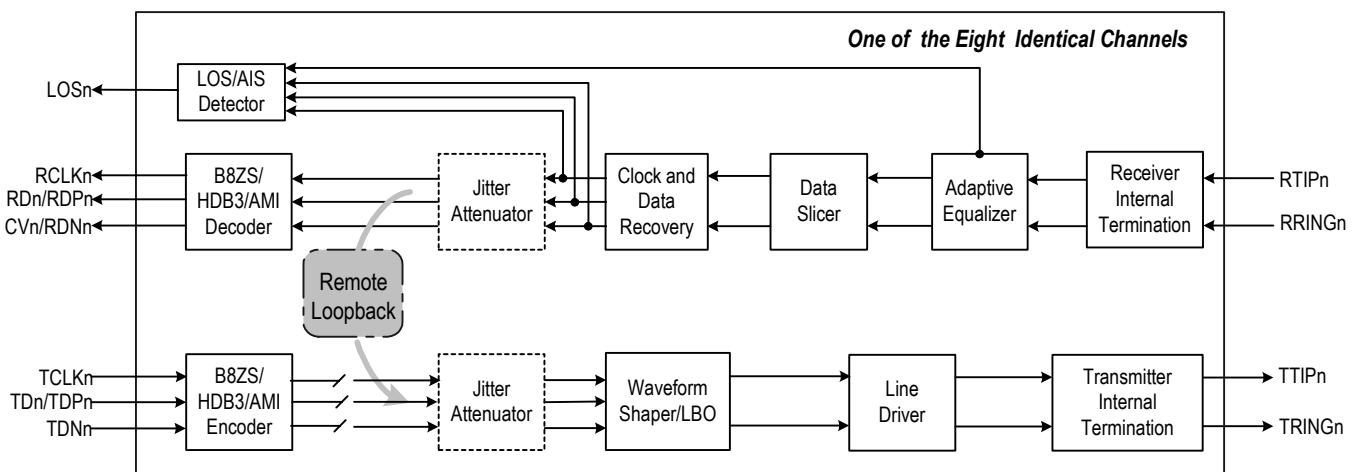 One of the Eight Identical Channels
LOSn
LOS/AIS
Detector
RCLKn
RDn/RDPn
CVn/RDNn
B8ZS/
HDB3/AMI
Decoder
Jitter
Attenuator
Clock and
Data
Recovery
Data
Slicer
Adaptive
Equalizer
Receiver
Internal
Termination
RTIPn
RRINGn
Remote
Loopback
TCLKn
TDn/TDPn
TDNn
B8ZS/
HDB3/AMI
Encoder
Jitter
Attenuator
Waveform
Shaper/LBO
Line
Driver
Transmitter
Internal
Termination
TTIPn
TRINGn